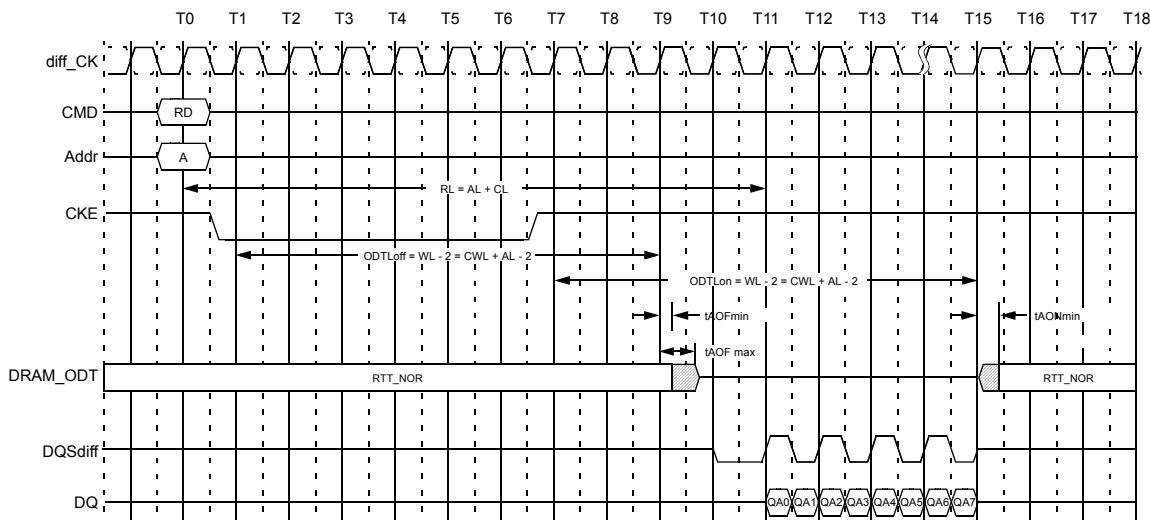 T0 T1 T2 T3 T4 T5 T6 T7 T8 T9 T10 T11 T12 T13 T14 T15 T16 T17 T18
diff_CK
CMD RD
Addr A
RL = AL + CL
CKE
ODTLoff = WL - 2 = CWL + AL - 2
ODTLon = WL - 2 = CWL + AL - 2
tAOFmin tAONmin
tAOF max
DRAM_ODT RTT_NOR RTT_NOR
DQSdiff
DQ QA0 QA1 QA2 QA3 QA4 QA5 QA6 QA7